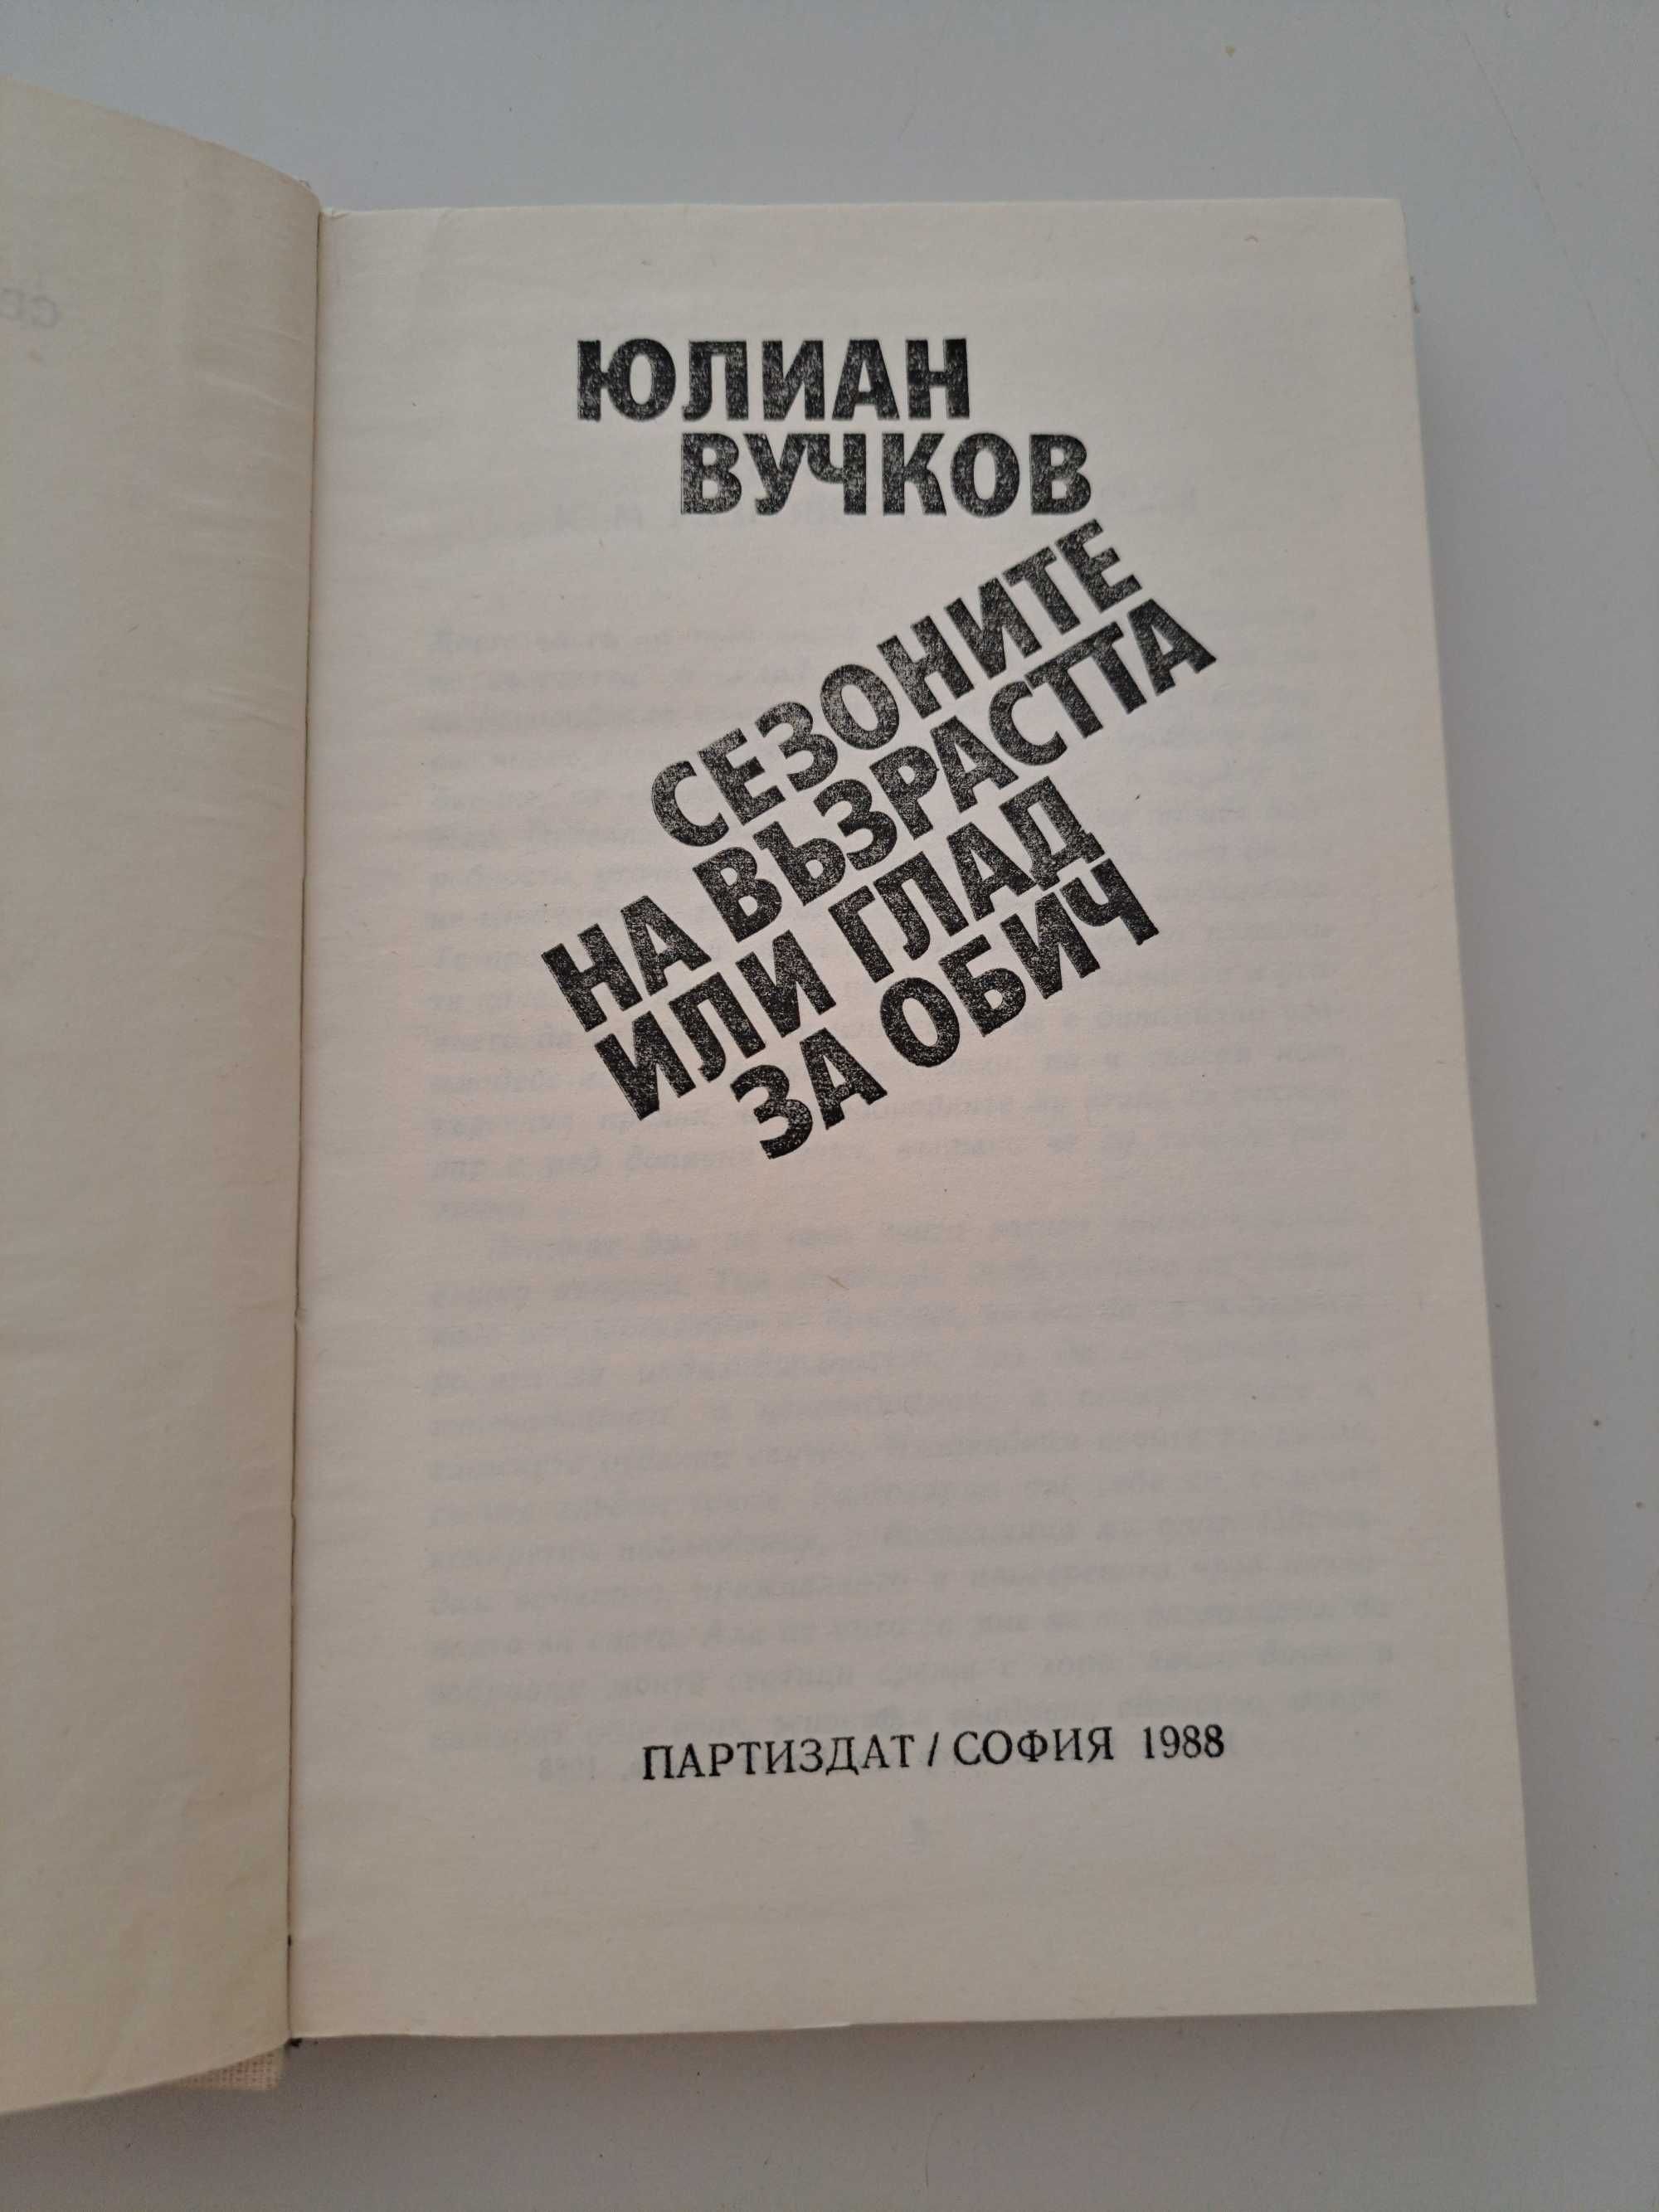 ЮЛИАН
ВУЧКОВ
СЕЗОНИТЕ
НА ВЪЗРАСТТА
ИЛИ ГЛАД
ЗА ОБИЧ
ПАРТИЗДАТ / СОФИЯ 1988